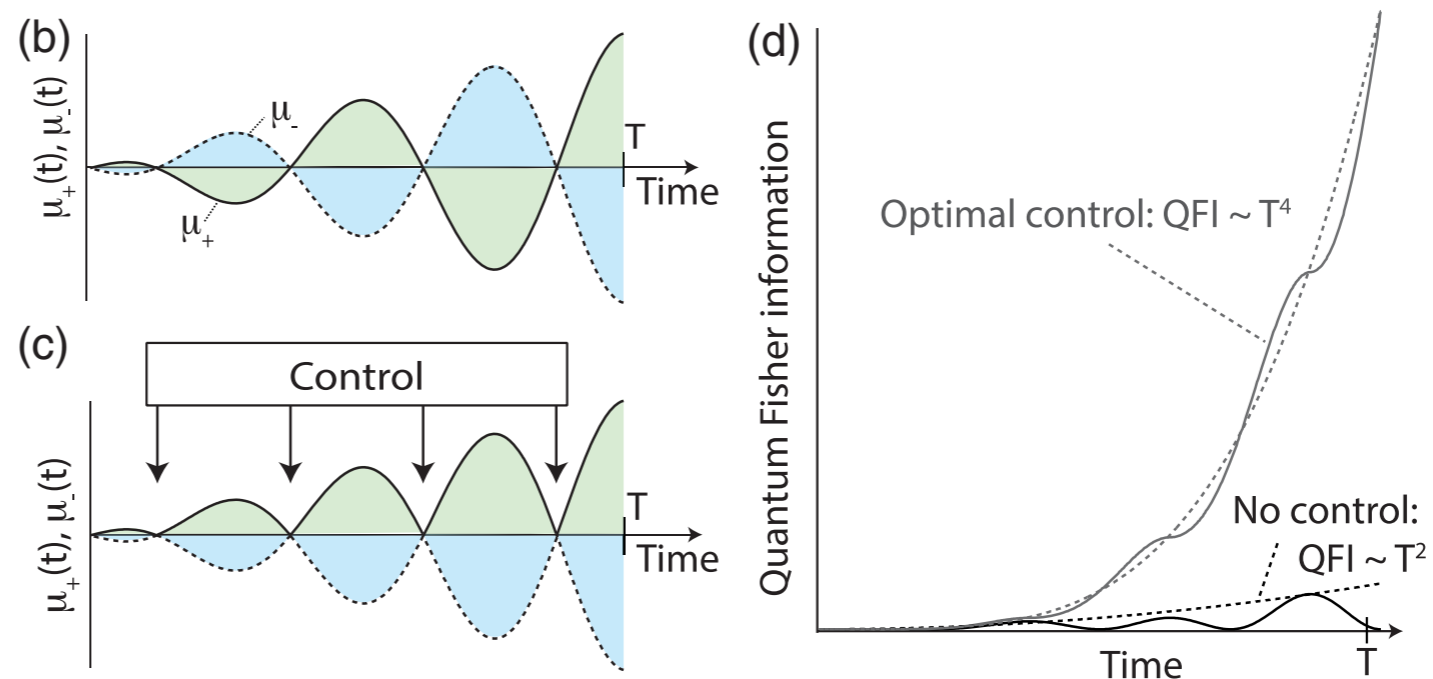 (b)
μ₊(t), μ₋(t)
μ₋
μ₊
T
Time
(c)
Control
μ₊(t), μ₋(t)
T
Time
(d)
Quantum Fisher information
Optimal control: QFI ~ T⁴
No control:
QFI ~ T²
Time
T